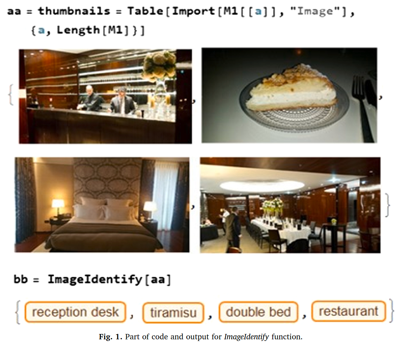 aa = thumbnails = Table[Import[M1[[a]], "Image"],
{a, Length[M1]}]
{ , ,
, }
bb = ImageIdentify[aa]
{ reception desk , tiramisu , double bed , restaurant }
Fig. 1. Part of code and output for ImageIdentify function.